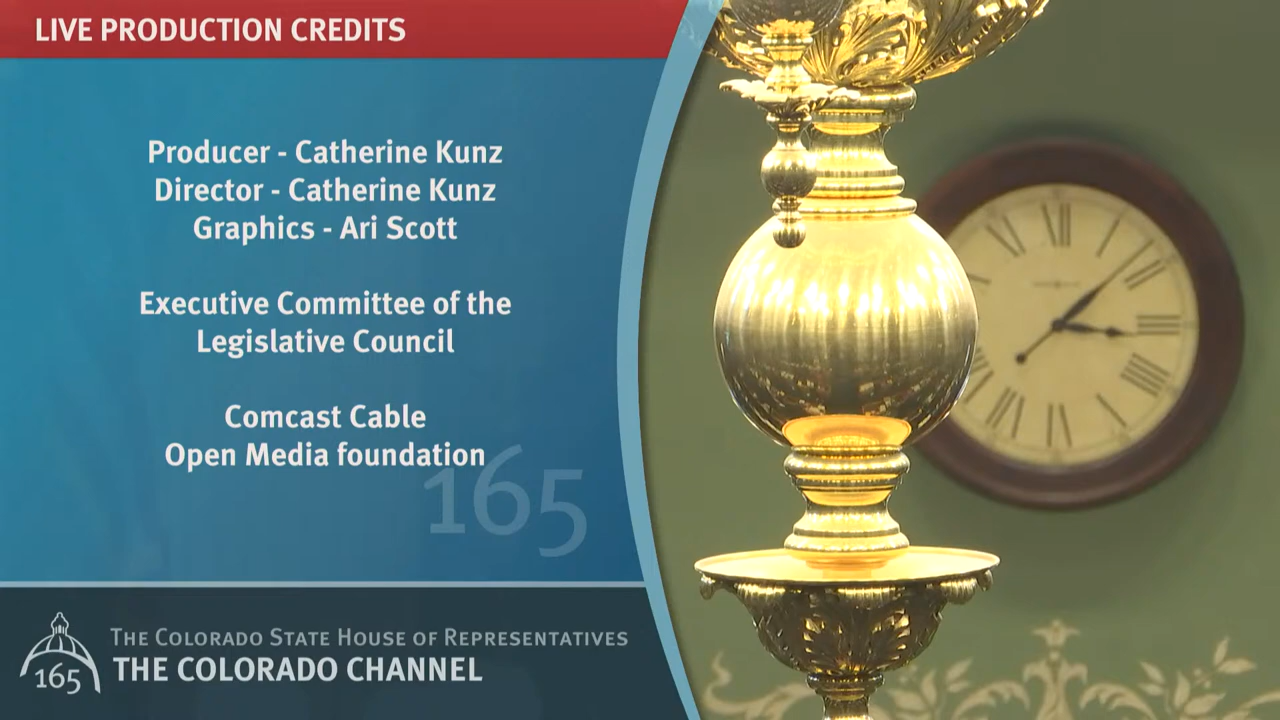 LIVE PRODUCTION CREDITS
Producer - Catherine Kunz
Director - Catherine Kunz
Graphics - Ari Scott
Executive Committee of the
Legislative Council
Comcast Cable
Open Media foundation
165
THE COLORADO STATE HOUSE OF REPRESENTATIVES
165
THE COLORADO CHANNEL